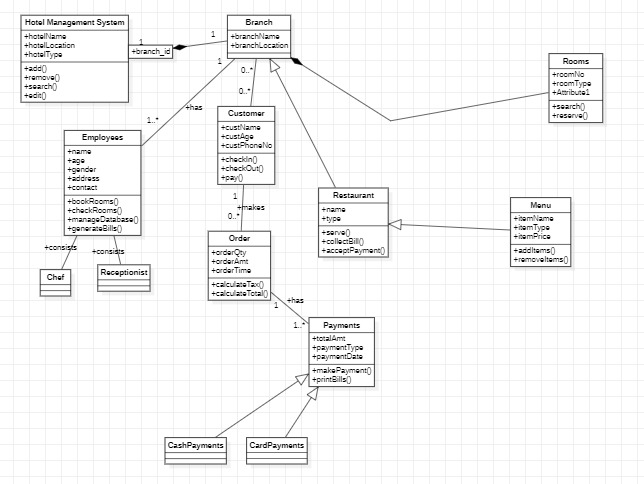 Hotel Management System
+hotelName
+hotelLocation
+hotelType
+add()
+remove()
+search()
+edit()
1
+branch_id
1
Branch
+branchName
+branchLocation
1
0..*
0..*
+has
1..*
Rooms
+roomNo
+roomType
+Attribute1
+search()
+reserve()
Customer
+custName
+custAge
+custPhoneNo
+checkIn()
+checkOut()
+pay()
Employees
+name
+age
+gender
+address
+contact
+bookRooms()
+checkRooms()
+manageDatabase()
+generateBills()
+consists
+consists
Chef
Receptionist
1
+makes
0..*
Restaurant
+name
+type
+serve()
+collectBill()
+acceptPayment()
Menu
+itemName
+itemType
+itemPrice
+addItems()
+removeItems()
Order
+orderQty
+orderAmt
+orderTime
+calculateTax()
+calculateTotal()
+has
1
1..*
Payments
+totalAmt
+paymentType
+paymentDate
+makePayment()
+printBills()
CashPayments
CardPayments